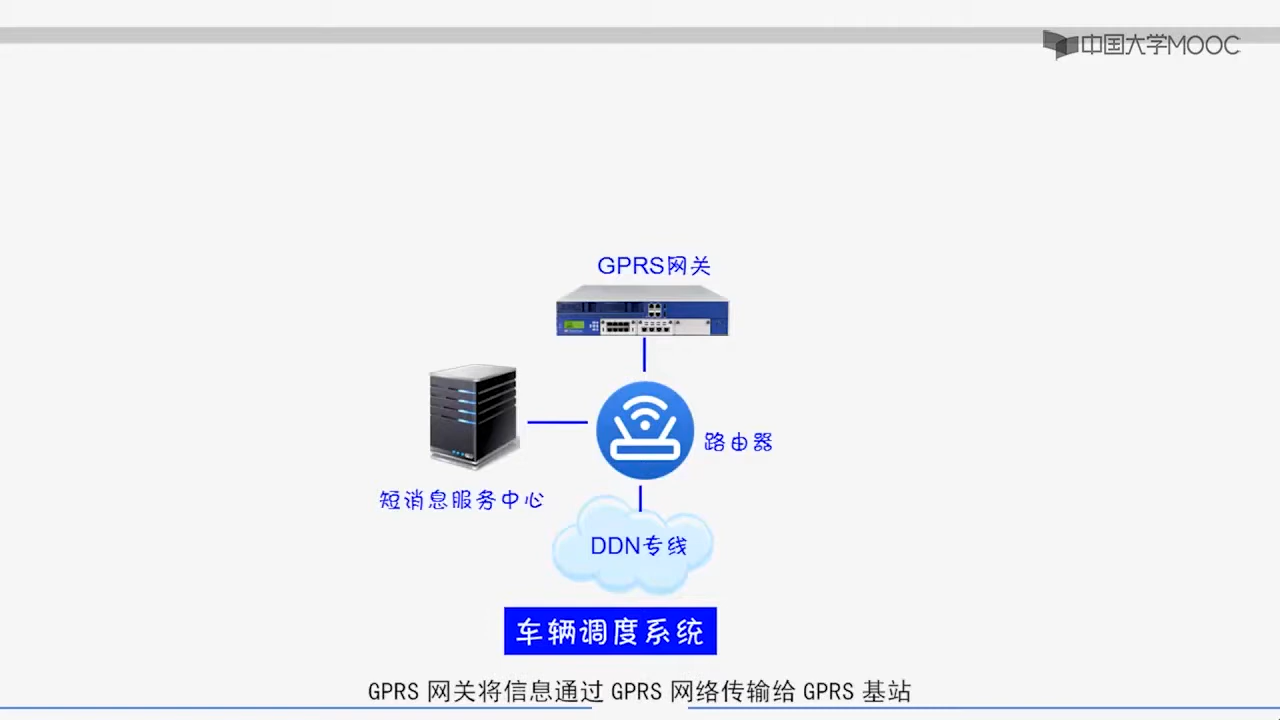 中国大学MOOC
GPRS网关
路由器
短消息服务中心
DDN专线
车辆调度系统
GPRS 网关将信息通过 GPRS 网络传输给 GPRS 基站